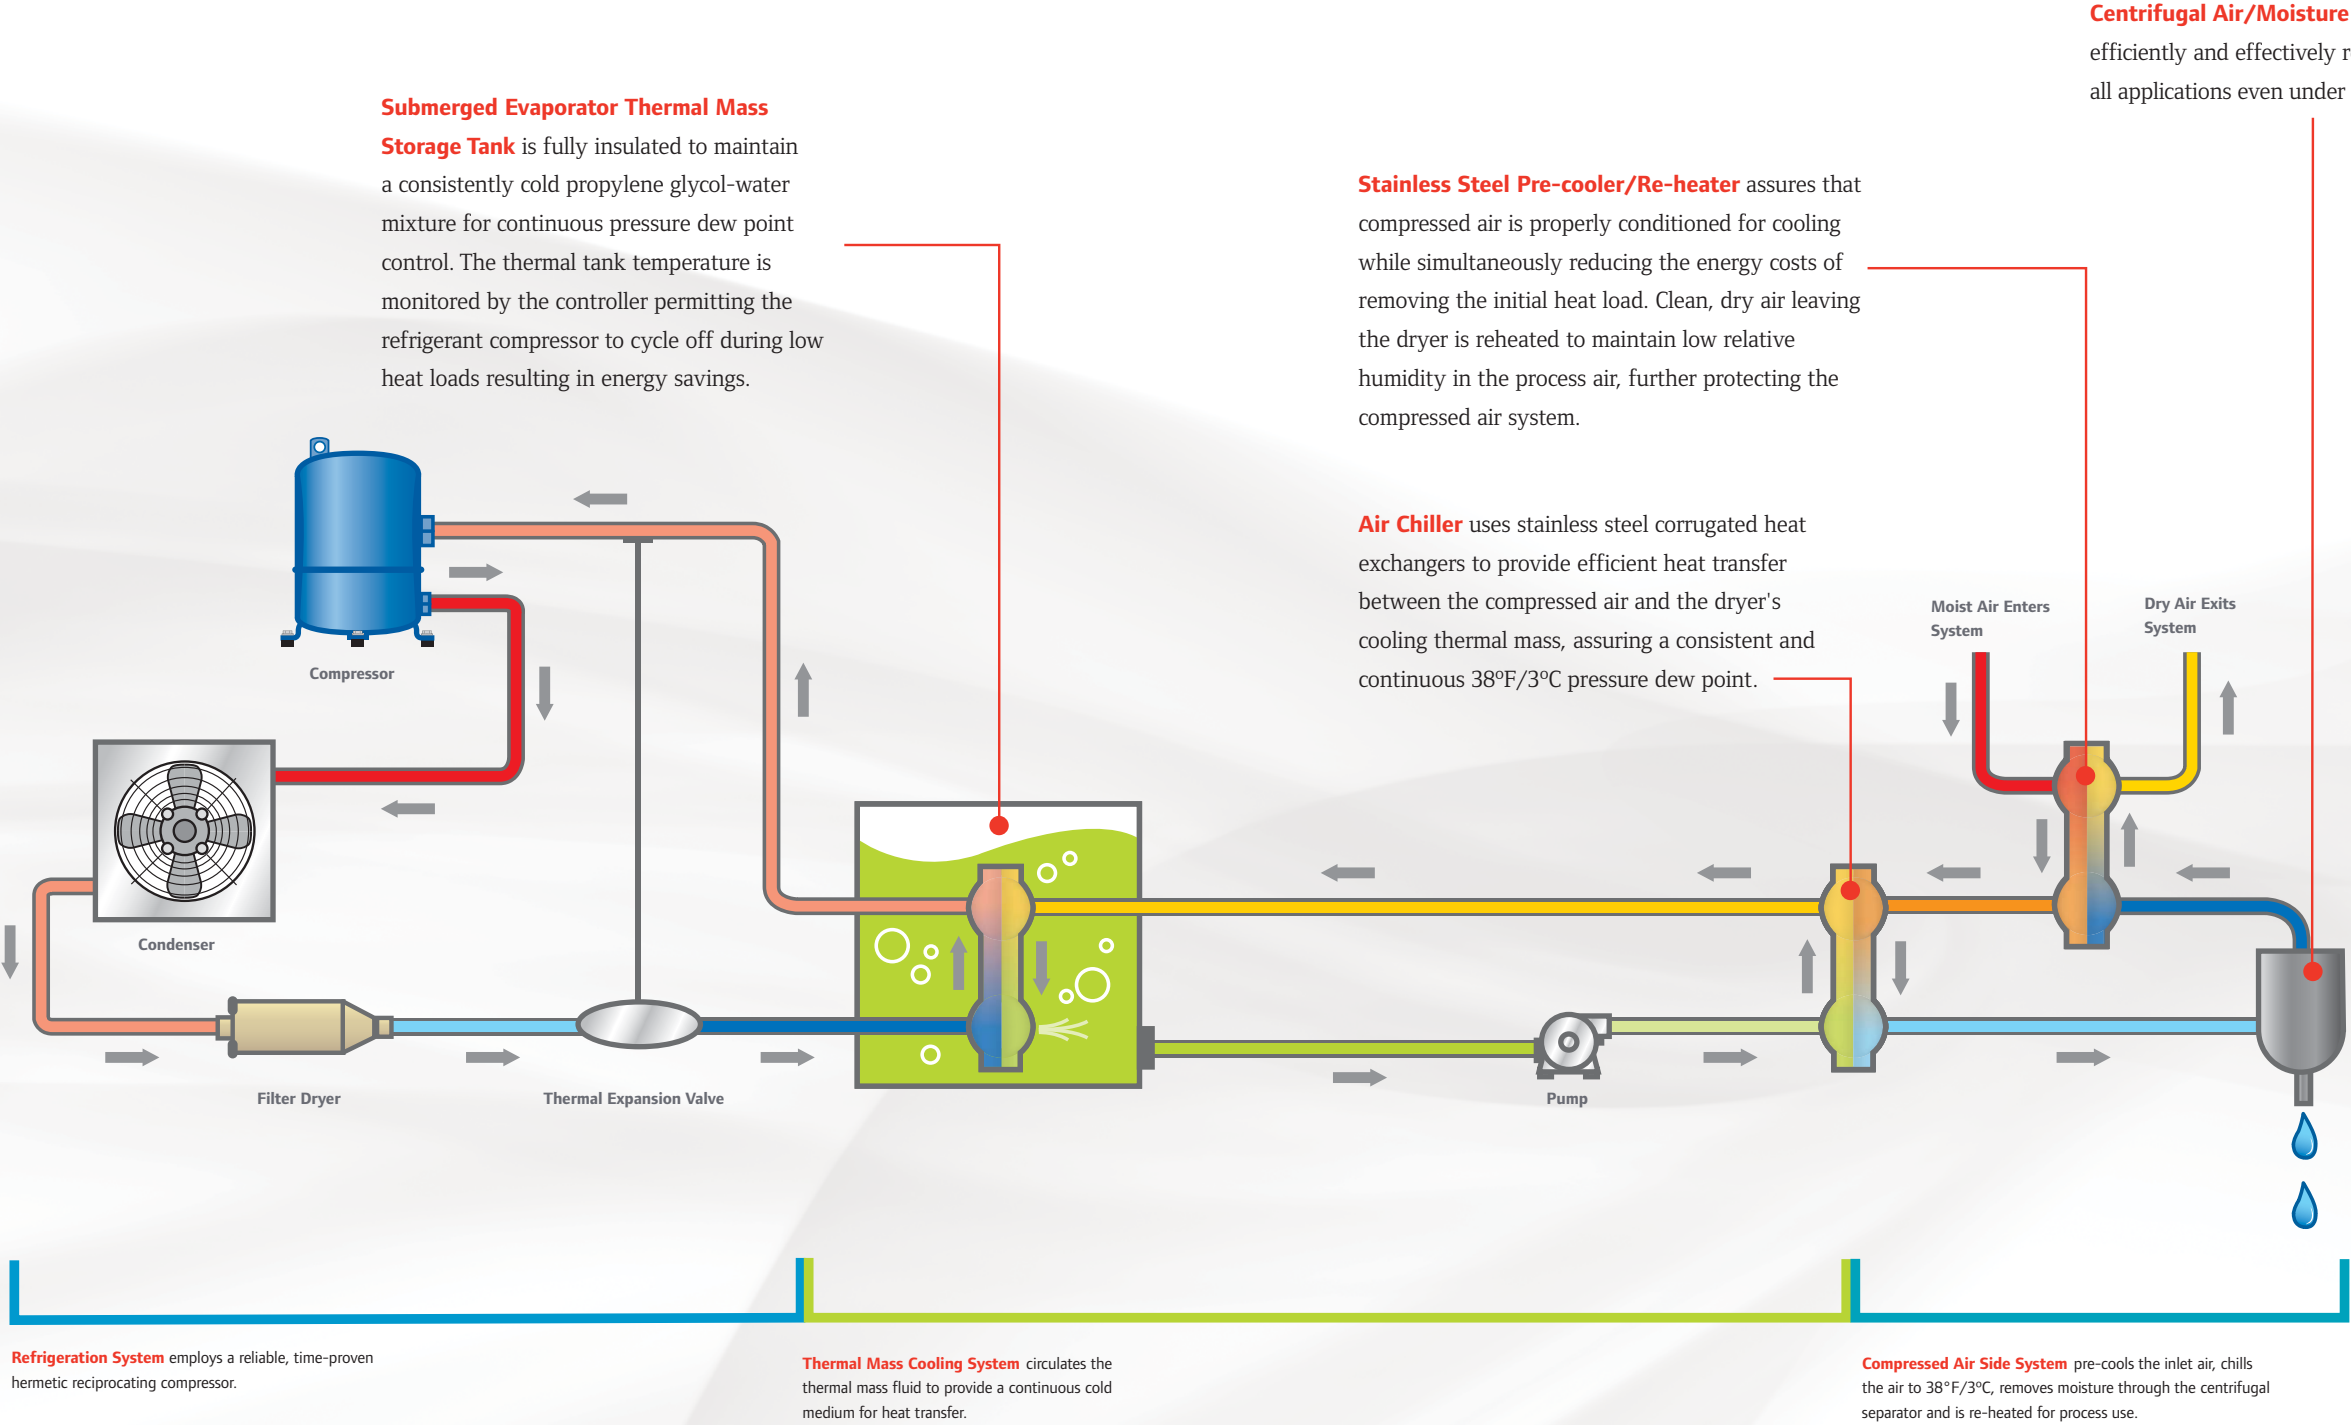 Centrifugal Air/Moisture
efficiently and effectively r
all applications even under
Submerged Evaporator Thermal Mass
Storage Tank is fully insulated to maintain
a consistently cold propylene glycol-water
mixture for continuous pressure dew point
control. The thermal tank temperature is
monitored by the controller permitting the
refrigerant compressor to cycle off during low
heat loads resulting in energy savings.
Stainless Steel Pre-cooler/Re-heater assures that
compressed air is properly conditioned for cooling
while simultaneously reducing the energy costs of
removing the initial heat load. Clean, dry air leaving
the dryer is reheated to maintain low relative
humidity in the process air, further protecting the
compressed air system.
Air Chiller uses stainless steel corrugated heat
exchangers to provide efficient heat transfer
between the compressed air and the dryer's
cooling thermal mass, assuring a consistent and
continuous 38ºF/3ºC pressure dew point.
Moist Air Enters
System
Dry Air Exits
System
Compressor
Condenser
Filter Dryer
Thermal Expansion Valve
Pump
Refrigeration System employs a reliable, time-proven
hermetic reciprocating compressor.
Thermal Mass Cooling System circulates the
thermal mass fluid to provide a continuous cold
medium for heat transfer.
Compressed Air Side System pre-cools the inlet air, chills
the air to 38°F/3ºC, removes moisture through the centrifugal
separator and is re-heated for process use.